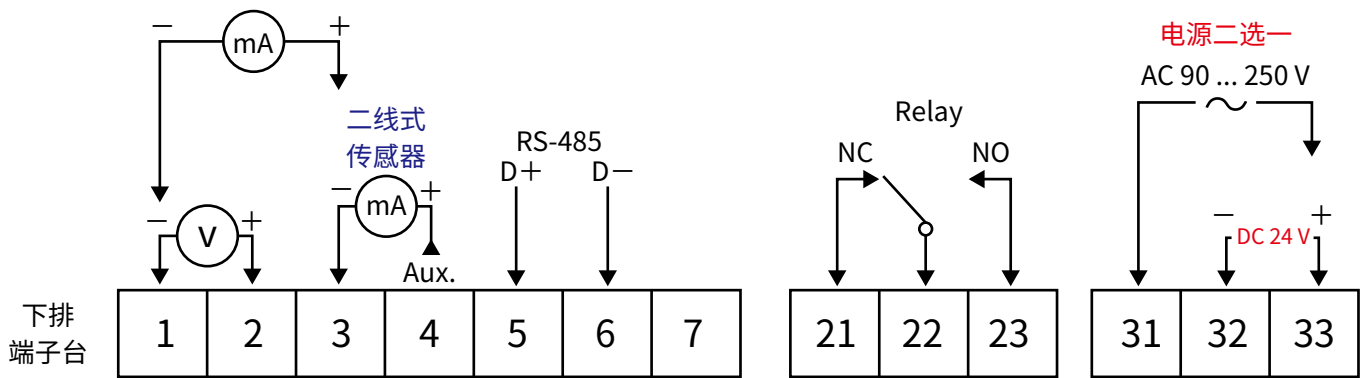 − mA +
二线式
传感器
− mA +
Aux.
− V +
RS-485
D+ D−
Relay
NC NO
电源二选一
AC 90 ... 250 V
− +
DC 24 V
下排
端子台
1 2 3 4 5 6 7
21 22 23
31 32 33